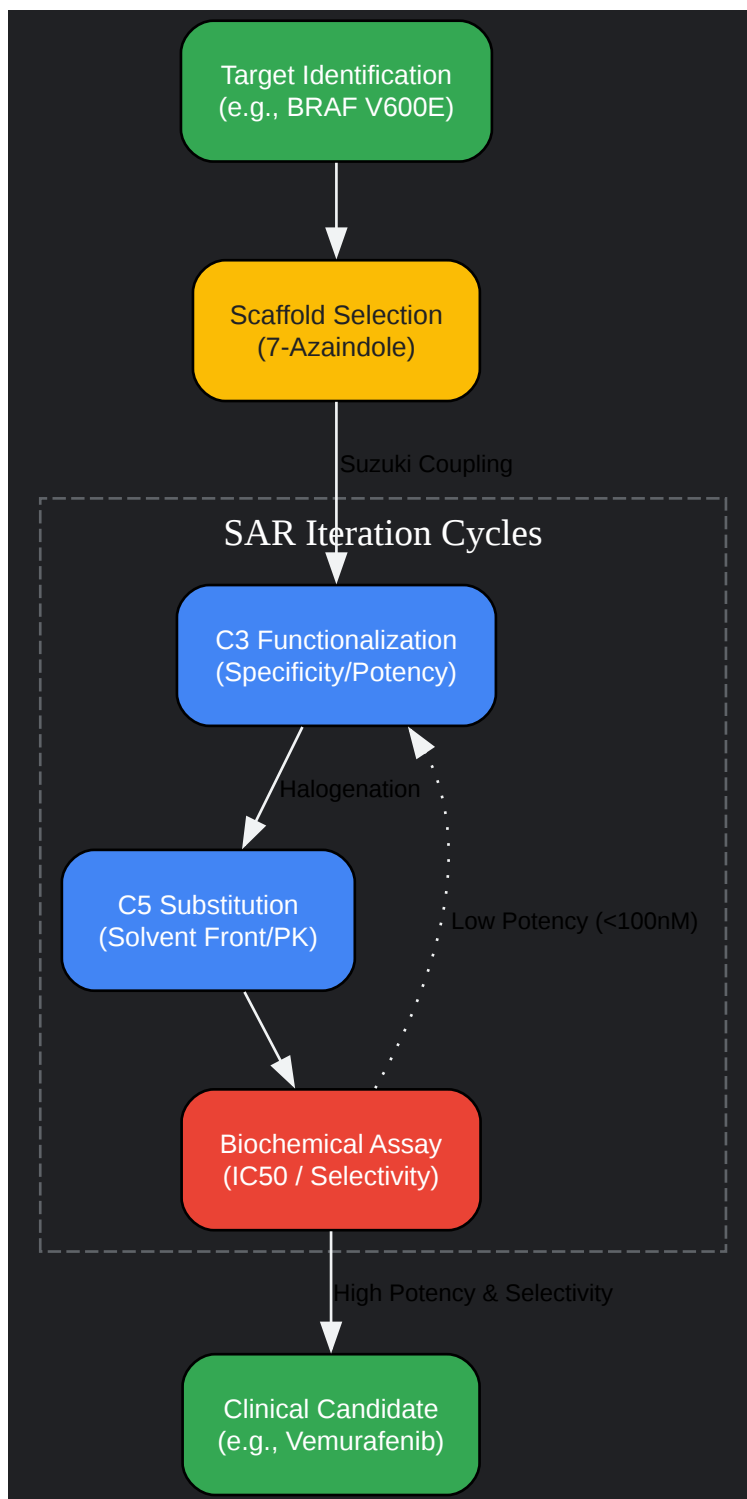 Target Identification
(e.g., BRAF V600E)
Scaffold Selection
(7-Azaindole)
Suzuki Coupling
SAR Iteration Cycles
C3 Functionalization
(Specificity/Potency)
Halogenation
C5 Substitution
(Solvent Front/PK)
Low Potency (<100nM)
Biochemical Assay
(IC50 / Selectivity)
High Potency & Selectivity
Clinical Candidate
(e.g., Vemurafenib)